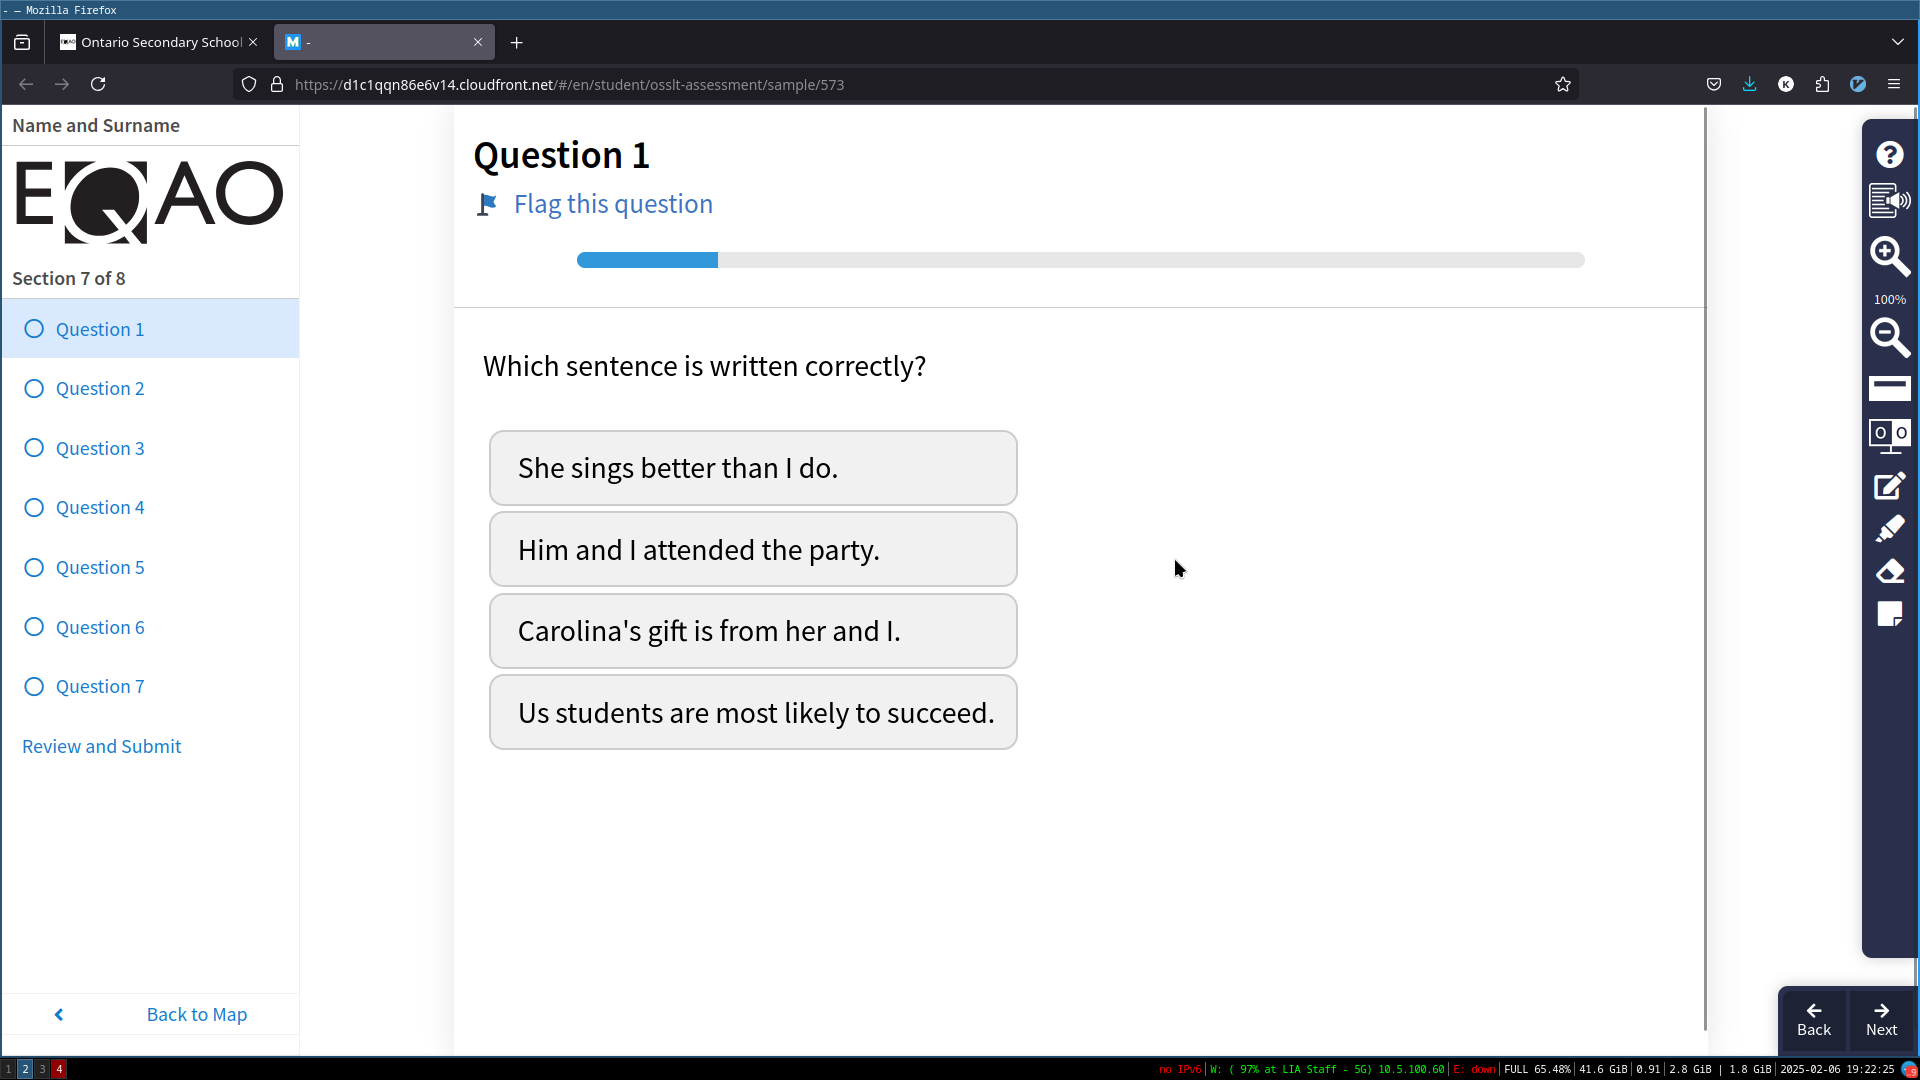 - — Mozilla Firefox
Ontario Secondary School
M -
https://d1c1qqn86e6v14.cloudfront.net/#/en/student/osslt-assessment/sample/573
K
Name and Surname
EQAO
Section 7 of 8
Question 1
Question 2
Question 3
Question 4
Question 5
Question 6
Question 7
Review and Submit
Back to Map
Question 1
Flag this question
Which sentence is written correctly?
She sings better than I do.
Him and I attended the party.
Carolina's gift is from her and I.
Us students are most likely to succeed.
100%
Back
Next
1 2 3 4
no IPv6 | W: ( 97% at LIA Staff - 5G) 10.5.100.60 | E: down | FULL 65.48% | 41.6 GiB | 0.91 | 2.8 GiB | 1.8 GiB | 2025-02-06 19:22:25